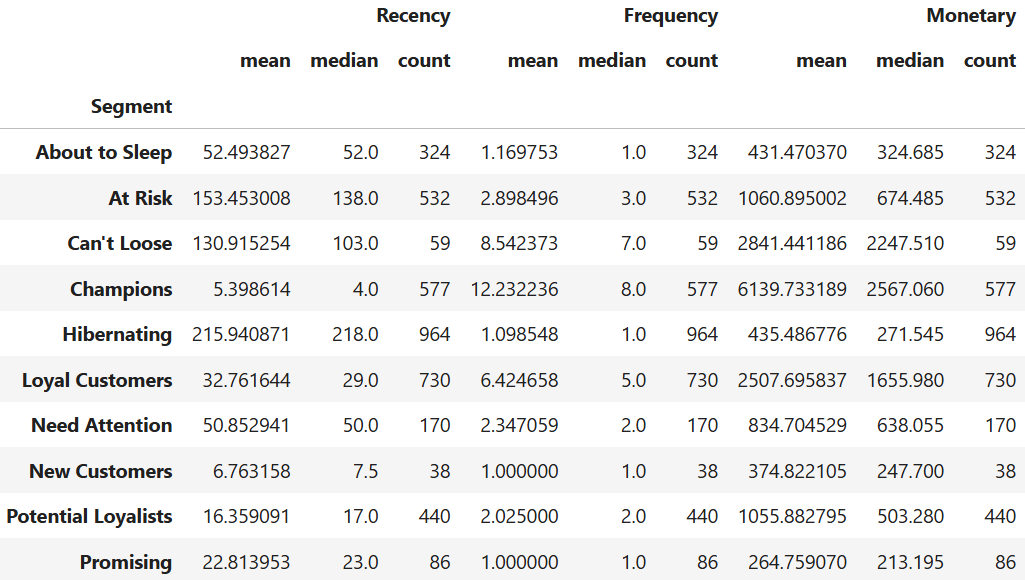 Recency Frequency Monetary
mean median count mean median count mean median count
Segment
About to Sleep 52.493827 52.0 324 1.169753 1.0 324 431.470370 324.685 324
At Risk 153.453008 138.0 532 2.898496 3.0 532 1060.895002 674.485 532
Can't Loose 130.915254 103.0 59 8.542373 7.0 59 2841.441186 2247.510 59
Champions 5.398614 4.0 577 12.232236 8.0 577 6139.733189 2567.060 577
Hibernating 215.940871 218.0 964 1.098548 1.0 964 435.486776 271.545 964
Loyal Customers 32.761644 29.0 730 6.424658 5.0 730 2507.695837 1655.980 730
Need Attention 50.852941 50.0 170 2.347059 2.0 170 834.704529 638.055 170
New Customers 6.763158 7.5 38 1.000000 1.0 38 374.822105 247.700 38
Potential Loyalists 16.359091 17.0 440 2.025000 2.0 440 1055.882795 503.280 440
Promising 22.813953 23.0 86 1.000000 1.0 86 264.759070 213.195 86